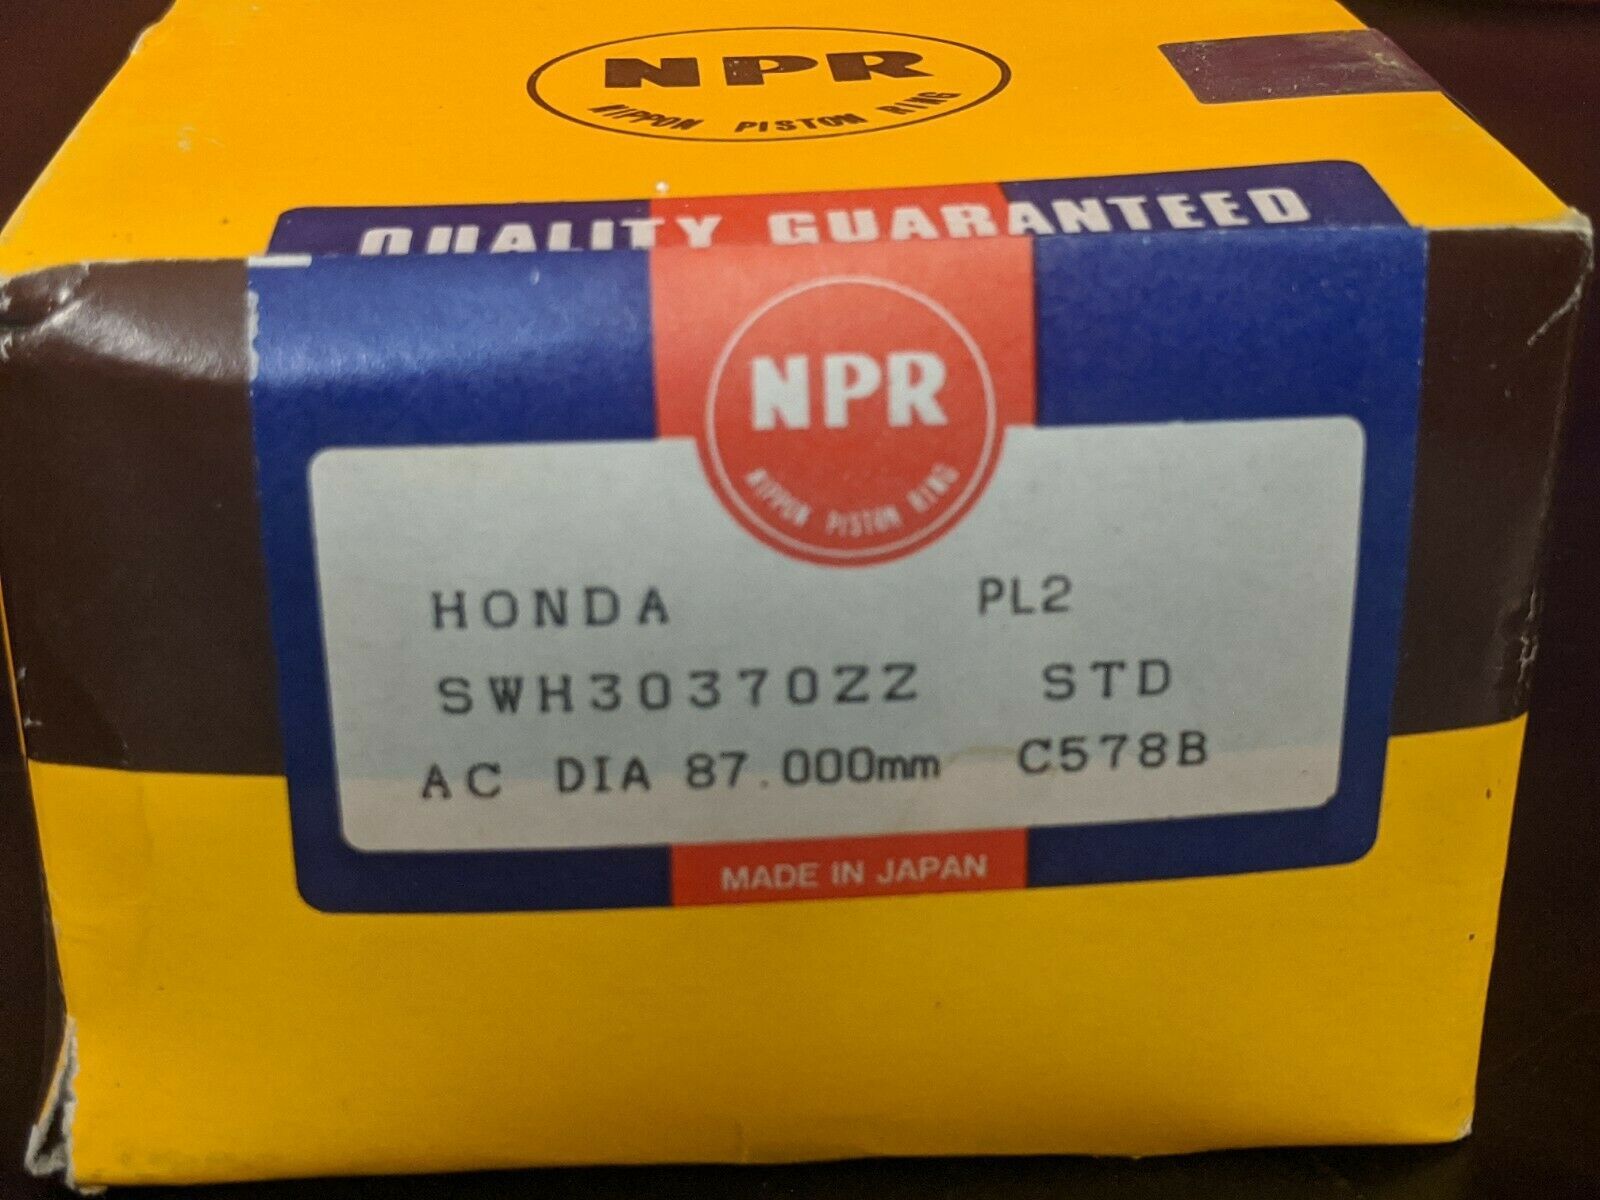 NPR
NIPPON PISTON RING
QUALITY GUARANTEED
NPR
NIPPON PISTON RING
HONDA PL2
SWH30370ZZ STD
AC DIA 87.000mm C578B
MADE IN JAPAN